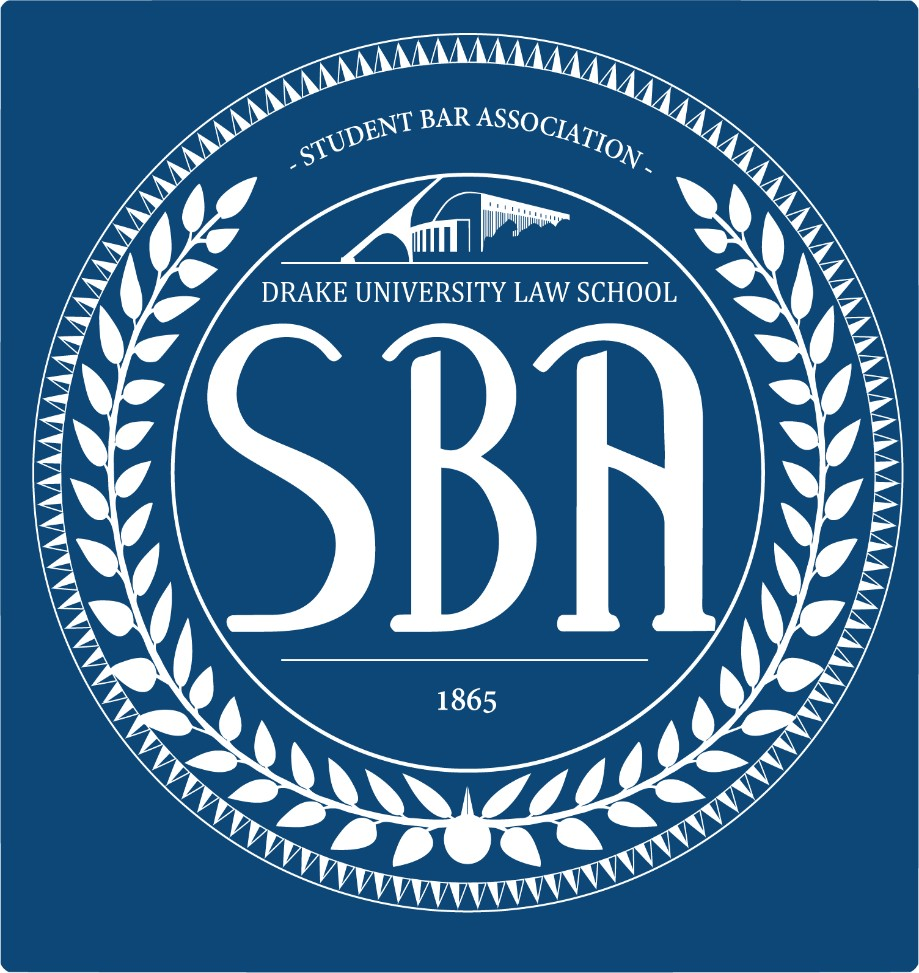 - STUDENT BAR ASSOCIATION -
DRAKE UNIVERSITY LAW SCHOOL
SBA
1865